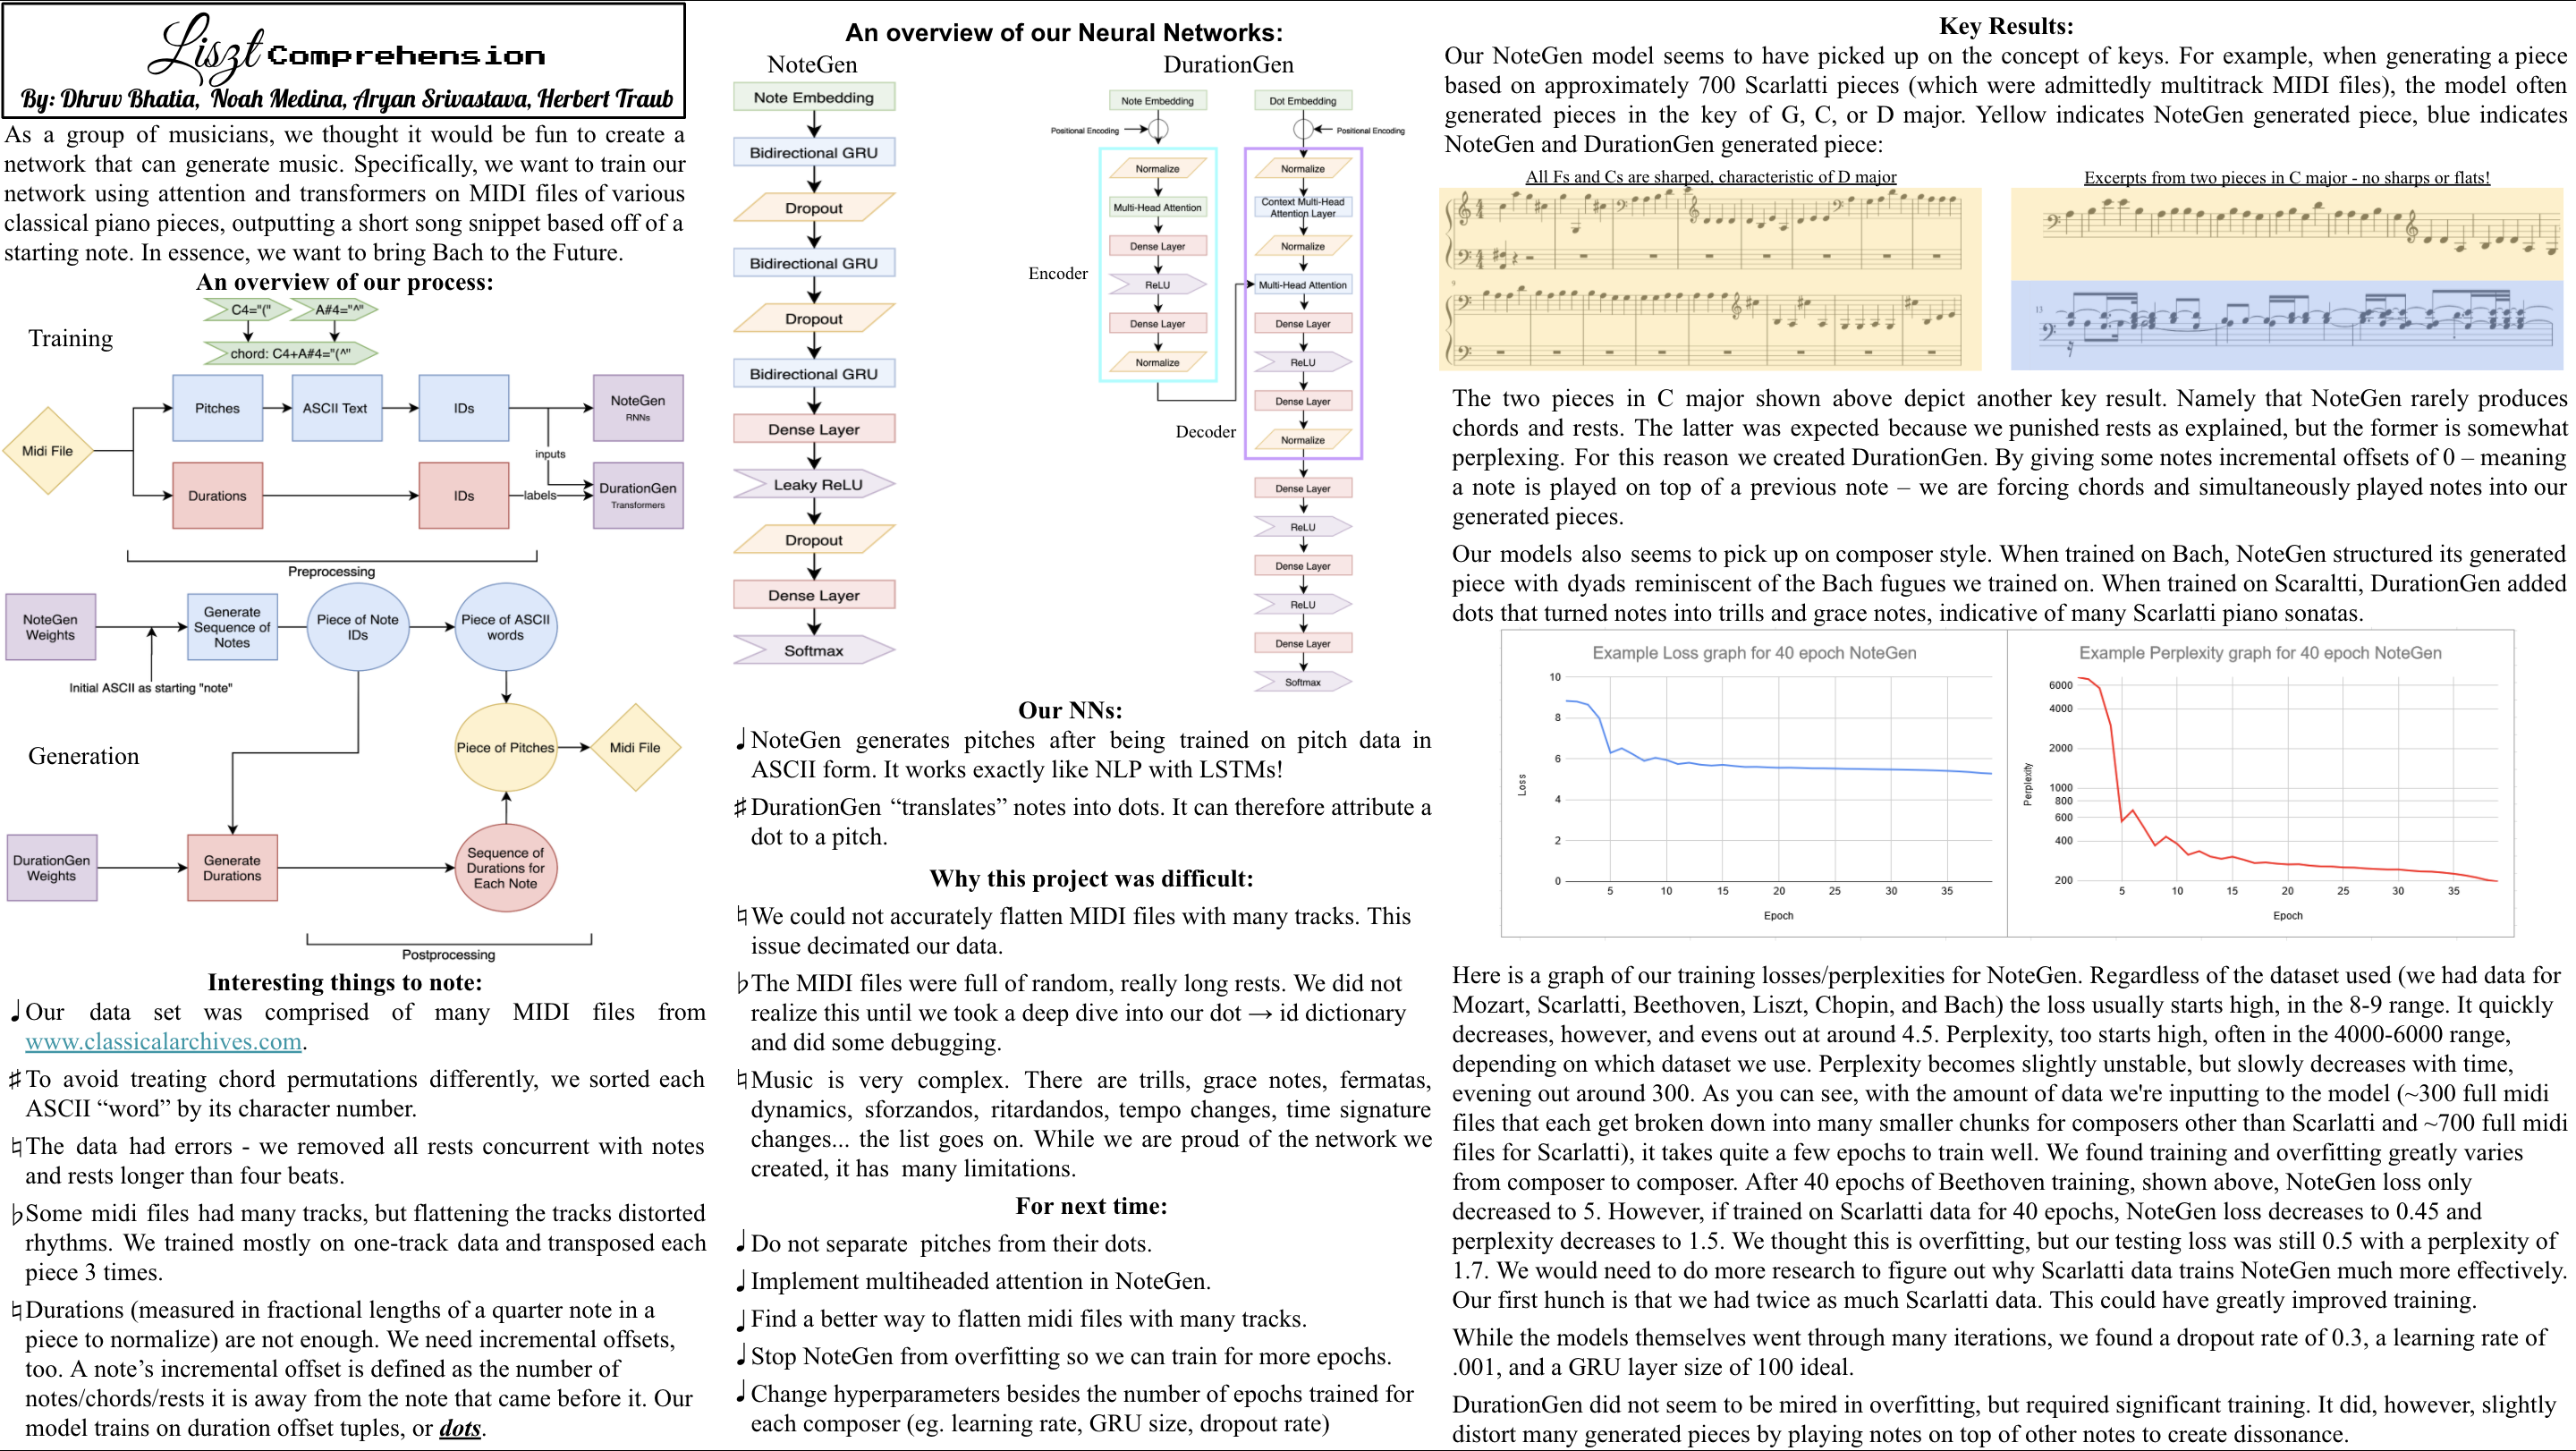 Liszt Comprehension
By: Dhruv Bhatia, Noah Medina, Aryan Srivastava, Herbert Traub
As a group of musicians, we thought it would be fun to create a
network that can generate music. Specifically, we want to train our
network using attention and transformers on MIDI files of various
classical piano pieces, outputting a short song snippet based off of a
starting note. In essence, we want to bring Bach to the Future.
An overview of our process:
Training
C4="("
A#4="^"
chord: C4+A#4="(^"
Midi File
Pitches
ASCII Text
IDs
NoteGen
RNNs
inputs
Durations
IDs
labels
DurationGen
Transformers
Preprocessing
NoteGen
Weights
Generate
Sequence of
Notes
Piece of Note
IDs
Piece of ASCII
words
Initial ASCII as starting "note"
Generation
Piece of Pitches
Midi File
DurationGen
Weights
Generate
Durations
Sequence of
Durations for
Each Note
Postprocessing
Interesting things to note:
♩Our data set was comprised of many MIDI files from
www.classicalarchives.com.
♯To avoid treating chord permutations differently, we sorted each
ASCII “word” by its character number.
♮The data had errors - we removed all rests concurrent with notes
and rests longer than four beats.
♭Some midi files had many tracks, but flattening the tracks distorted
rhythms. We trained mostly on one-track data and transposed each
piece 3 times.
♮Durations (measured in fractional lengths of a quarter note in a
piece to normalize) are not enough. We need incremental offsets,
too. A note’s incremental offset is defined as the number of
notes/chords/rests it is away from the note that came before it. Our
model trains on duration offset tuples, or dots.
An overview of our Neural Networks:
NoteGen
Note Embedding
Bidirectional GRU
Dropout
Bidirectional GRU
Dropout
Bidirectional GRU
Dense Layer
Leaky ReLU
Dropout
Dense Layer
Softmax
DurationGen
Note Embedding
Positional Encoding
Encoder
Normalize
Multi-Head Attention
Dense Layer
ReLU
Dense Layer
Normalize
Dot Embedding
Positional Encoding
Decoder
Normalize
Context Multi-Head
Attention Layer
Normalize
Multi-Head Attention
Dense Layer
ReLU
Dense Layer
Normalize
Dense Layer
ReLU
Dense Layer
ReLU
Dense Layer
Softmax
Our NNs:
♩NoteGen generates pitches after being trained on pitch data in
ASCII form. It works exactly like NLP with LSTMs!
♯DurationGen “translates” notes into dots. It can therefore attribute a
dot to a pitch.
Why this project was difficult:
♮We could not accurately flatten MIDI files with many tracks. This
issue decimated our data.
♭The MIDI files were full of random, really long rests. We did not
realize this until we took a deep dive into our dot → id dictionary
and did some debugging.
♮Music is very complex. There are trills, grace notes, fermatas,
dynamics, sforzandos, ritardandos, tempo changes, time signature
changes... the list goes on. While we are proud of the network we
created, it has many limitations.
For next time:
♩Do not separate pitches from their dots.
♩Implement multiheaded attention in NoteGen.
♩Find a better way to flatten midi files with many tracks.
♩Stop NoteGen from overfitting so we can train for more epochs.
♩Change hyperparameters besides the number of epochs trained for
each composer (eg. learning rate, GRU size, dropout rate)
Key Results:
Our NoteGen model seems to have picked up on the concept of keys. For example, when generating a piece
based on approximately 700 Scarlatti pieces (which were admittedly multitrack MIDI files), the model often
generated pieces in the key of G, C, or D major. Yellow indicates NoteGen generated piece, blue indicates
NoteGen and DurationGen generated piece:
All Fs and Cs are sharped, characteristic of D major
Excerpts from two pieces in C major - no sharps or flats!
13
The two pieces in C major shown above depict another key result. Namely that NoteGen rarely produces
chords and rests. The latter was expected because we punished rests as explained, but the former is somewhat
perplexing. For this reason we created DurationGen. By giving some notes incremental offsets of 0 – meaning
a note is played on top of a previous note – we are forcing chords and simultaneously played notes into our
generated pieces.
Our models also seems to pick up on composer style. When trained on Bach, NoteGen structured its generated
piece with dyads reminiscent of the Bach fugues we trained on. When trained on Scaraltti, DurationGen added
dots that turned notes into trills and grace notes, indicative of many Scarlatti piano sonatas.
Example Loss graph for 40 epoch NoteGen
Loss
10
8
6
4
2
0
5 10 15 20 25 30 35
Epoch
Example Perplexity graph for 40 epoch NoteGen
Perplexity
6000
4000
2000
1000
800
600
400
200
5 10 15 20 25 30 35
Epoch
Here is a graph of our training losses/perplexities for NoteGen. Regardless of the dataset used (we had data for
Mozart, Scarlatti, Beethoven, Liszt, Chopin, and Bach) the loss usually starts high, in the 8-9 range. It quickly
decreases, however, and evens out at around 4.5. Perplexity, too starts high, often in the 4000-6000 range,
depending on which dataset we use. Perplexity becomes slightly unstable, but slowly decreases with time,
evening out around 300. As you can see, with the amount of data we're inputting to the model (~300 full midi
files that each get broken down into many smaller chunks for composers other than Scarlatti and ~700 full midi
files for Scarlatti), it takes quite a few epochs to train well. We found training and overfitting greatly varies
from composer to composer. After 40 epochs of Beethoven training, shown above, NoteGen loss only
decreased to 5. However, if trained on Scarlatti data for 40 epochs, NoteGen loss decreases to 0.45 and
perplexity decreases to 1.5. We thought this is overfitting, but our testing loss was still 0.5 with a perplexity of
1.7. We would need to do more research to figure out why Scarlatti data trains NoteGen much more effectively.
Our first hunch is that we had twice as much Scarlatti data. This could have greatly improved training.
While the models themselves went through many iterations, we found a dropout rate of 0.3, a learning rate of
.001, and a GRU layer size of 100 ideal.
DurationGen did not seem to be mired in overfitting, but required significant training. It did, however, slightly
distort many generated pieces by playing notes on top of other notes to create dissonance.